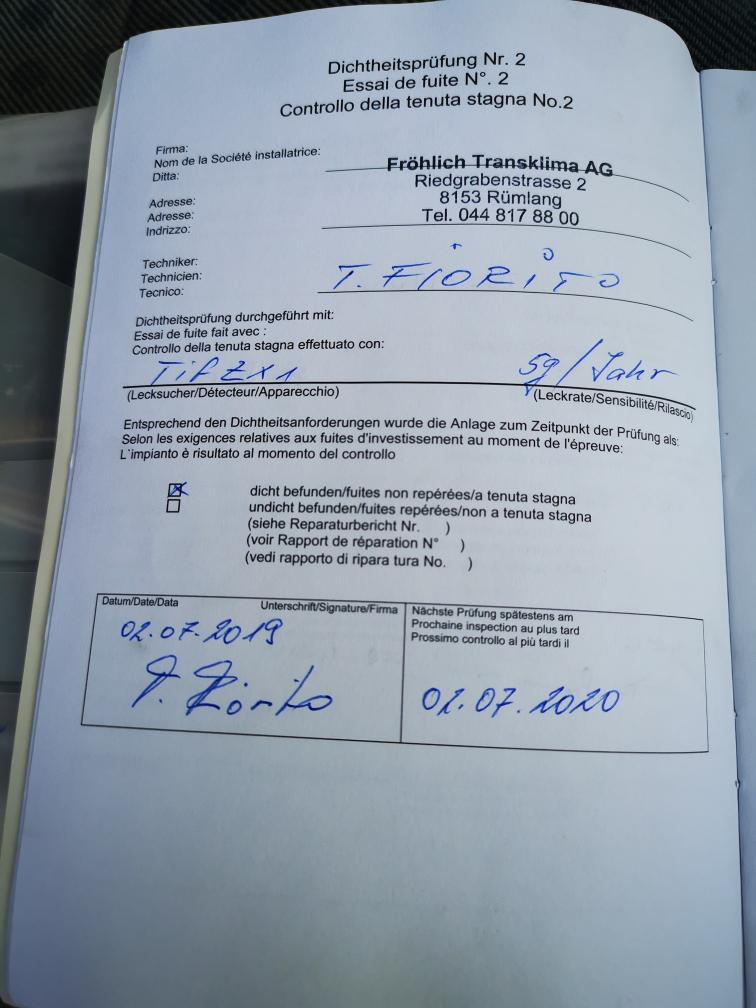 Dichtheitsprüfung Nr. 2
Essai de fuite N°. 2
Controllo della tenuta stagna No.2
Firma:
Nom de la Société installatrice:
Ditta:
Fröhlich Transklima AG
Riedgrabenstrasse 2
8153 Rümlang
Tel. 044 817 88 00
Adresse:
Adresse:
Indrizzo:
Techniker:
Technicien:
Tecnico:
T. FIORITO
Dichtheitsprüfung durchgeführt mit:
Essai de fuite fait avec :
Controllo della tenuta stagna effettuato con:
Tif ZX1 5g/Jahr
(Lecksucher/Détecteur/Apparecchio) (Leckrate/Sensibilité/Rilascio)
Entsprechend den Dichtheitsanforderungen wurde die Anlage zum Zeitpunkt der Prüfung als:
Selon les exigences relatives aux fuites d'investissement au moment de l'épreuve:
L`impianto è risultato al momento del controllo
dicht befunden/fuites non repérées/a tenuta stagna
undicht befunden/fuites repérées/non a tenuta stagna
(siehe Reparaturbericht Nr. )
(voir Rapport de réparation N° )
(vedi rapporto di ripara tura No. )
Datum/Date/Data Unterschrift/Signature/Firma
02.07.2019
T. Fiorito
Nächste Prüfung spätestens am
Prochaine inspection au plus tard
Prossimo controllo al più tardi il
02.07.2020